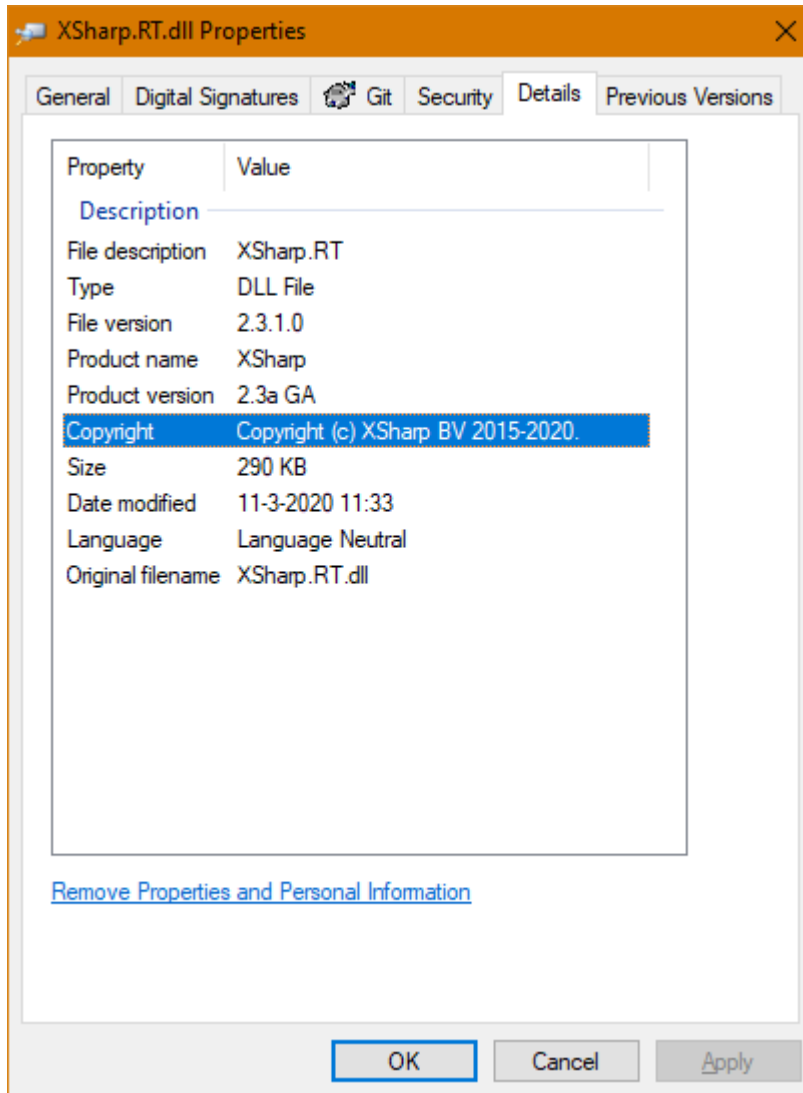 XSharp.RT.dll Properties
General Digital Signatures Git Security Details Previous Versions
Property Value
Description
File description XSharp.RT
Type DLL File
File version 2.3.1.0
Product name XSharp
Product version 2.3a GA
Copyright Copyright (c) XSharp BV 2015-2020.
Size 290 KB
Date modified 11-3-2020 11:33
Language Language Neutral
Original filename XSharp.RT.dll
Remove Properties and Personal Information
OK Cancel Apply